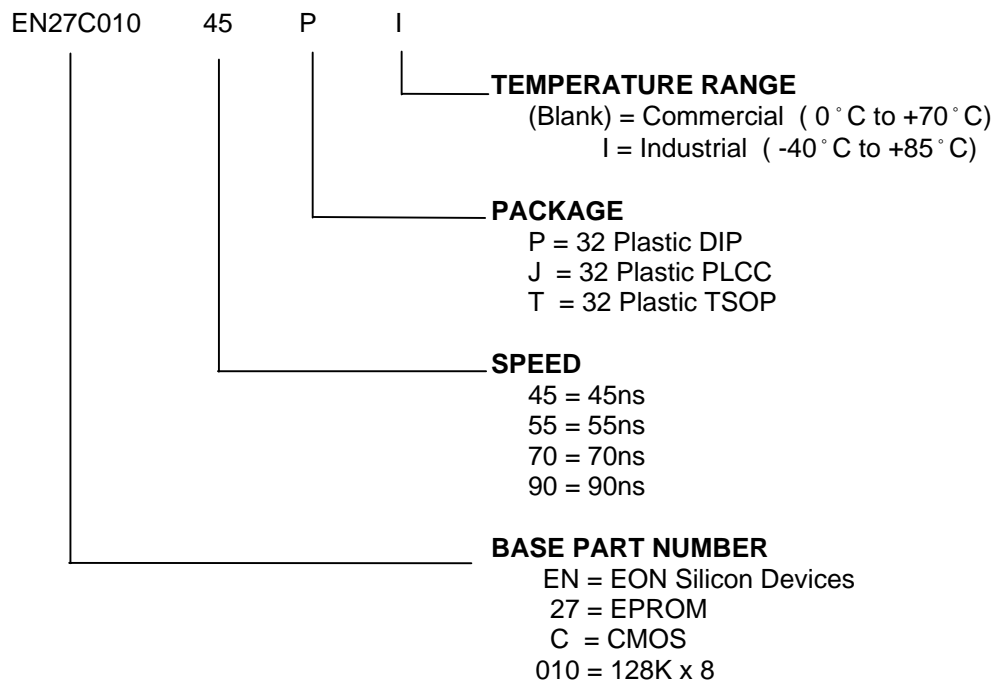 EN27C010 45 P I
TEMPERATURE RANGE
(Blank) = Commercial ( 0°C to +70°C)
I = Industrial ( -40°C to +85°C)
PACKAGE
P = 32 Plastic DIP
J = 32 Plastic PLCC
T = 32 Plastic TSOP
SPEED
45 = 45ns
55 = 55ns
70 = 70ns
90 = 90ns
BASE PART NUMBER
EN = EON Silicon Devices
27 = EPROM
C = CMOS
010 = 128K x 8